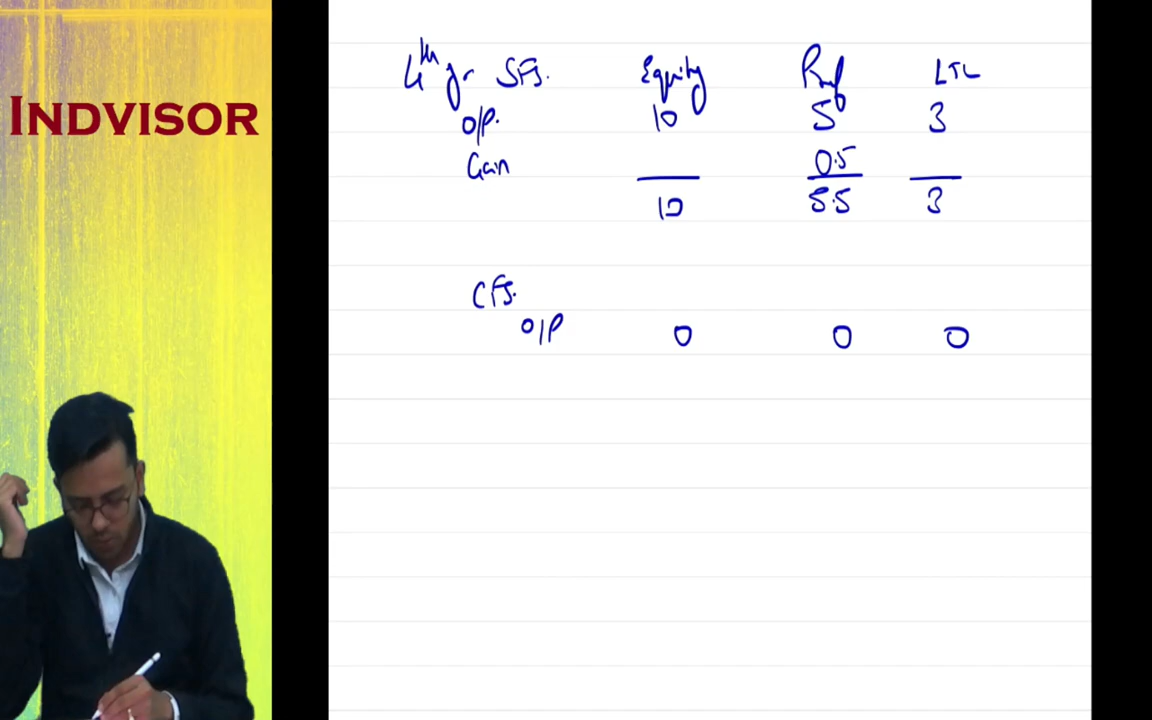 INDVISOR
4th yr SFS. Equity Pref LTL
O/P. 10 5 3
Gain 0.5
10 5.5 3
CFS.
O/P 0 0 0